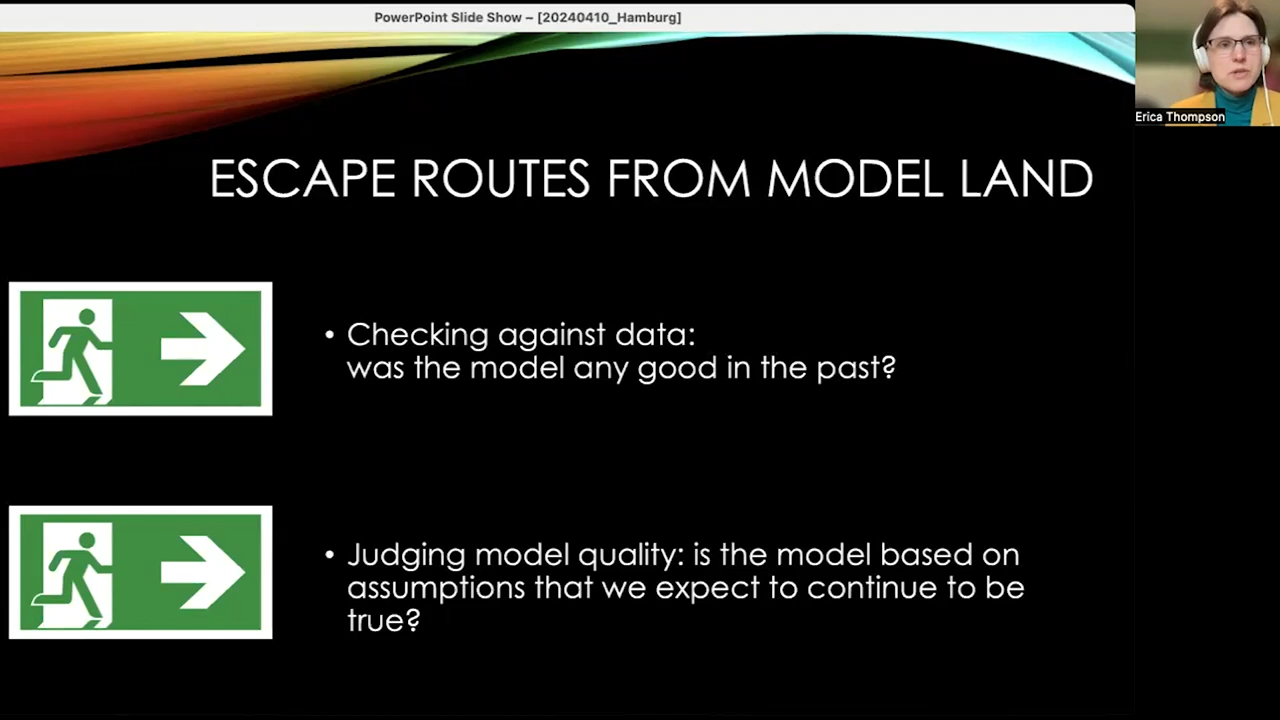 PowerPoint Slide Show – [20240410_Hamburg]
Erica Thompson
ESCAPE ROUTES FROM MODEL LAND
• Checking against data:
was the model any good in the past?
• Judging model quality: is the model based on
assumptions that we expect to continue to be
true?